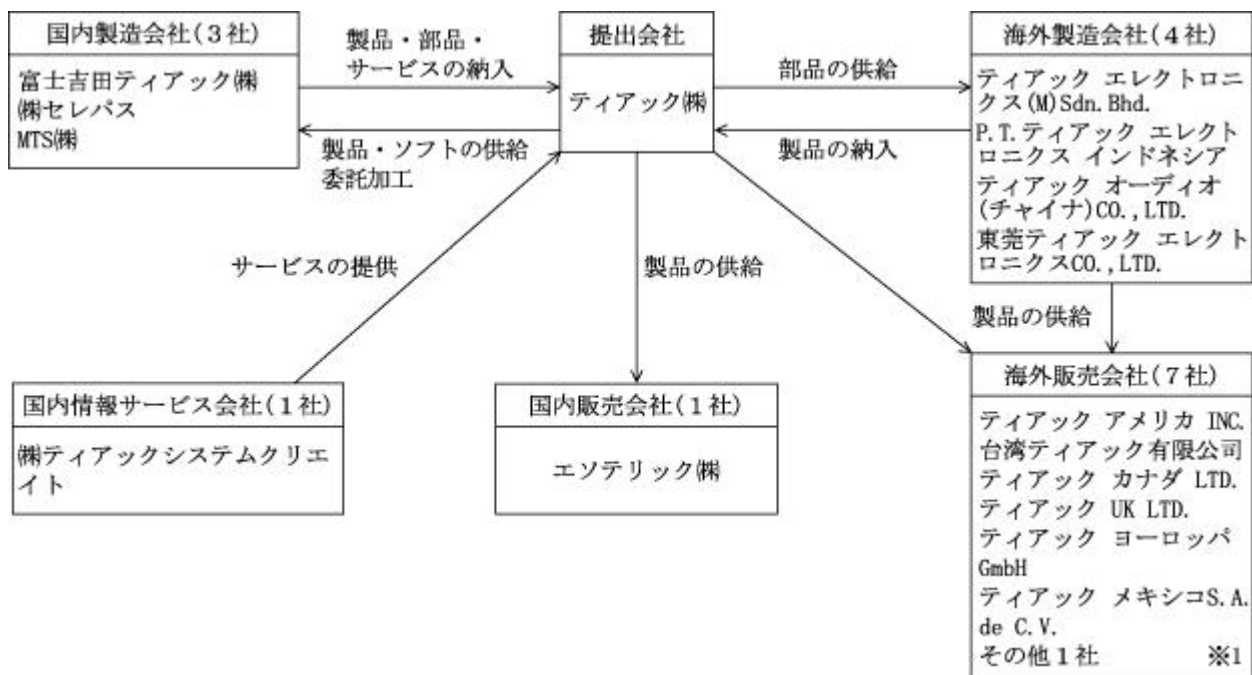 国内製造会社(3社)
富士吉田ティアック㈱
㈱セレパス
MTS㈱
製品・部品・
サービスの納入
製品・ソフトの供給
委託加工
提出会社
ティアック㈱
部品の供給
製品の納入
海外製造会社(4社)
ティアック エレクトロニ
クス(M)Sdn.Bhd.
P.T.ティアック エレクト
ロニクス インドネシア
ティアック オーディオ
(チャイナ)CO.,LTD.
東莞ティアック エレクト
ロニクスCO.,LTD.
サービスの提供
製品の供給
製品の供給
国内情報サービス会社(1社)
㈱ティアックシステムクリエ
イト
国内販売会社(1社)
エソテリック㈱
海外販売会社(7社)
ティアック アメリカ INC.
台湾ティアック有限公司
ティアック カナダ LTD.
ティアック UK LTD.
ティアック ヨーロッパ
GmbH
ティアック メキシコS.A.
de C.V.
その他1社 ※1